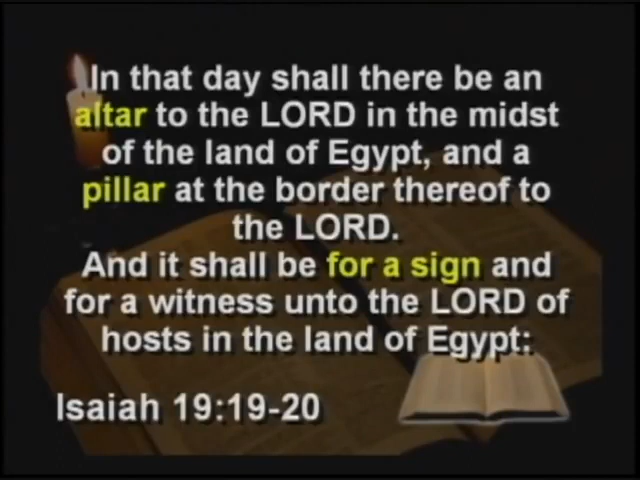 In that day shall there be an
altar to the LORD in the midst
of the land of Egypt, and a
pillar at the border thereof to
the LORD.
And it shall be for a sign and
for a witness unto the LORD of
hosts in the land of Egypt:
Isaiah 19:19-20